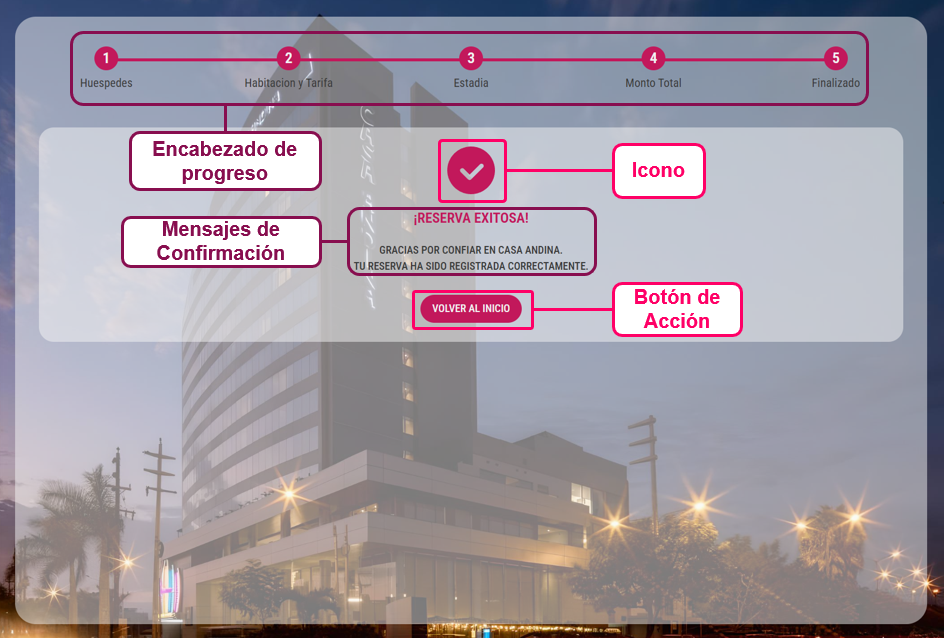 1 2 3 4 5
Huespedes Habitacion y Tarifa Estadia Monto Total Finalizado
Encabezado de
progreso
Icono
Mensajes de
Confirmación
¡RESERVA EXITOSA!
GRACIAS POR CONFIAR EN CASA ANDINA.
TU RESERVA HA SIDO REGISTRADA CORRECTAMENTE.
VOLVER AL INICIO
Botón de
Acción